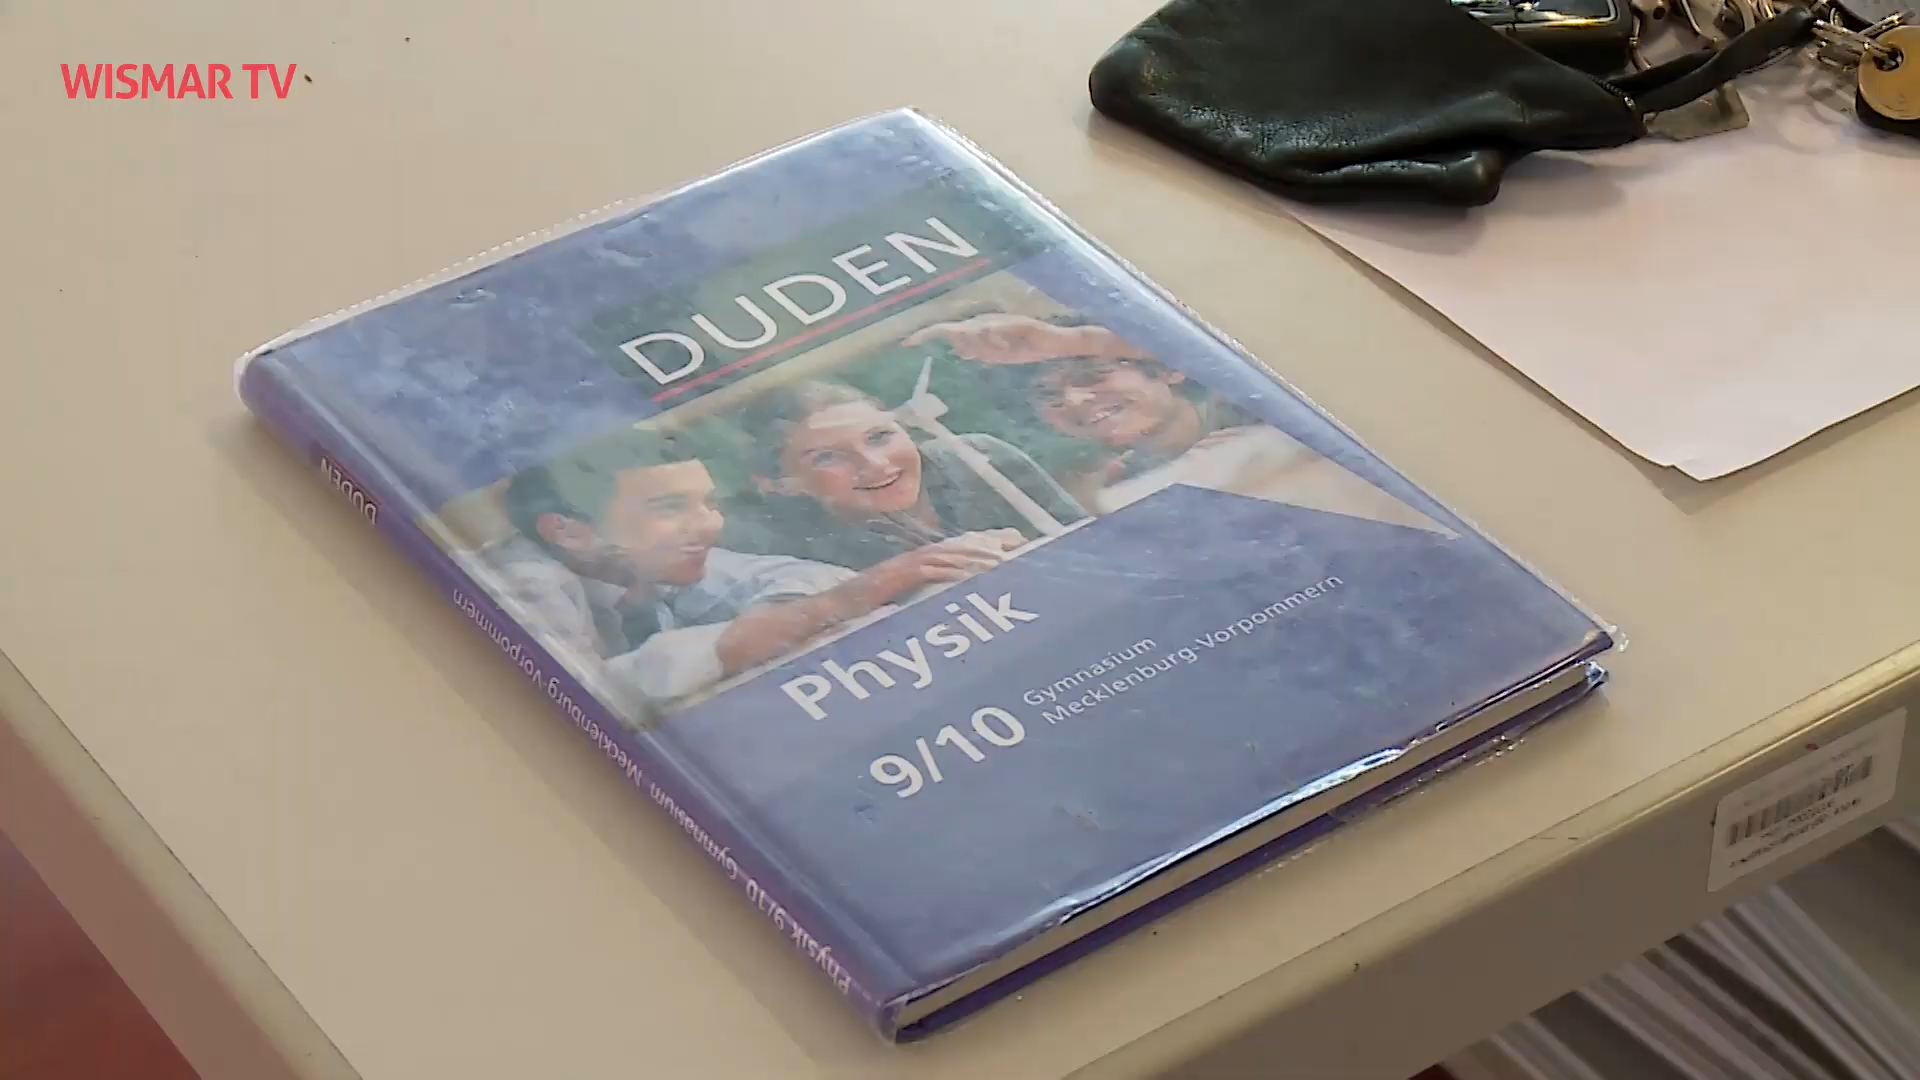 WISMAR TV
DUDEN
Physik
9/10
Gymnasium
Mecklenburg-Vorpommern
DUDEN
Physik 9/10 Gymnasium Mecklenburg-Vorpommern